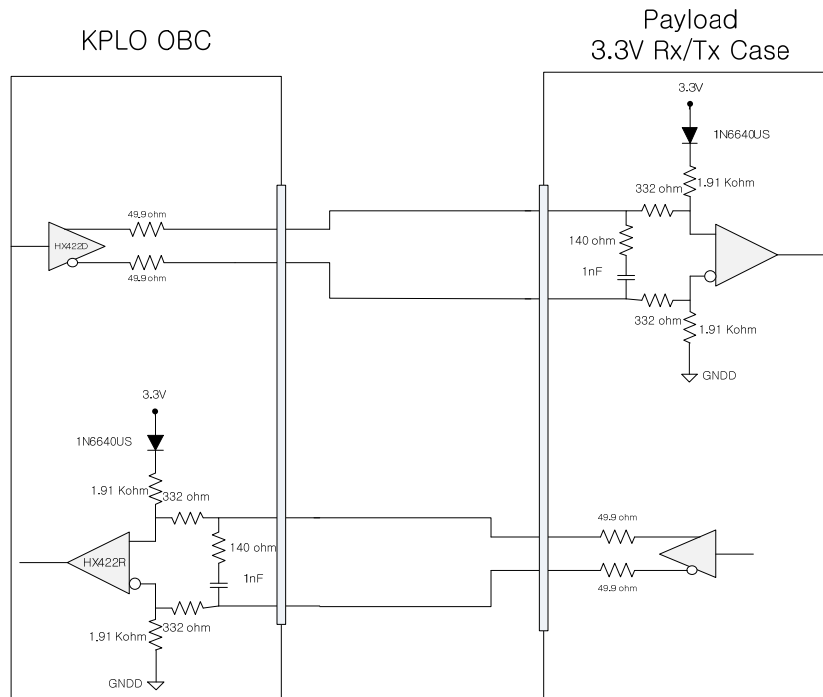 KPLO OBC
Payload
3.3V Rx/Tx Case
3.3V
1N6640US
1.91 Kohm
332 ohm
49.9 ohm
HX422D
140 ohm
1nF
49.9 ohm
332 ohm
1.91 Kohm
GNDD
3.3V
1N6640US
1.91 Kohm
332 ohm
49.9 ohm
140 ohm
HX422R
1nF
49.9 ohm
1.91 Kohm
332 ohm
GNDD